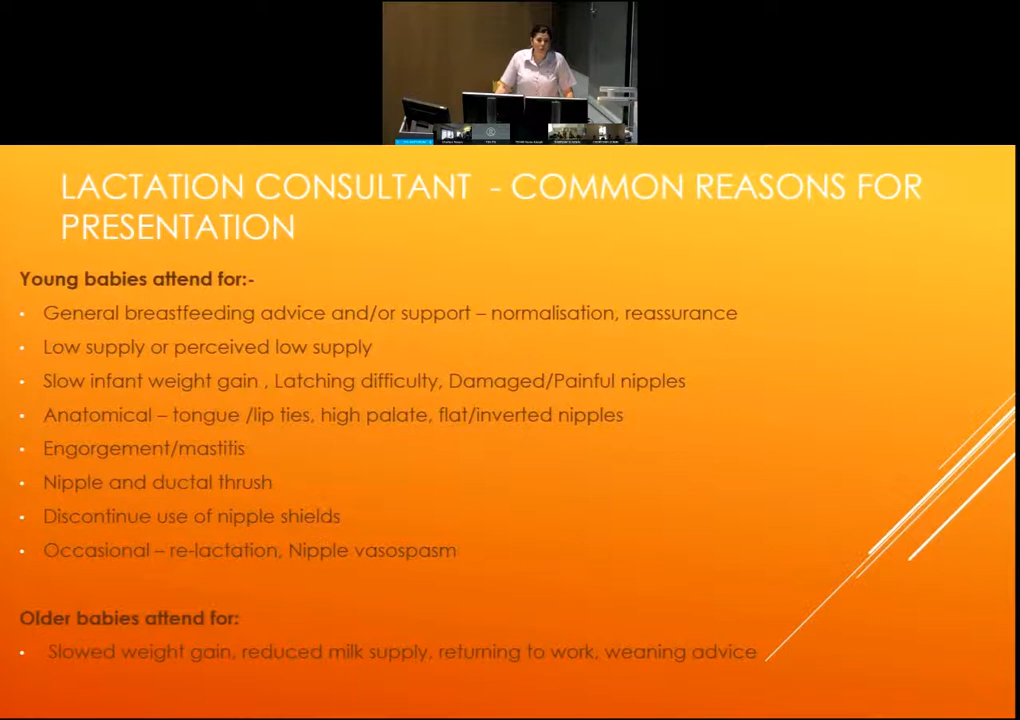 LACTATION CONSULTANT - COMMON REASONS FOR
PRESENTATION
Young babies attend for:-
• General breastfeeding advice and/or support – normalisation, reassurance
• Low supply or perceived low supply
• Slow infant weight gain , Latching difficulty, Damaged/Painful nipples
• Anatomical – tongue /lip ties, high palate, flat/inverted nipples
• Engorgement/mastitis
• Nipple and ductal thrush
• Discontinue use of nipple shields
• Occasional – re-lactation, Nipple vasospasm
Older babies attend for:
• Slowed weight gain, reduced milk supply, returning to work, weaning advice